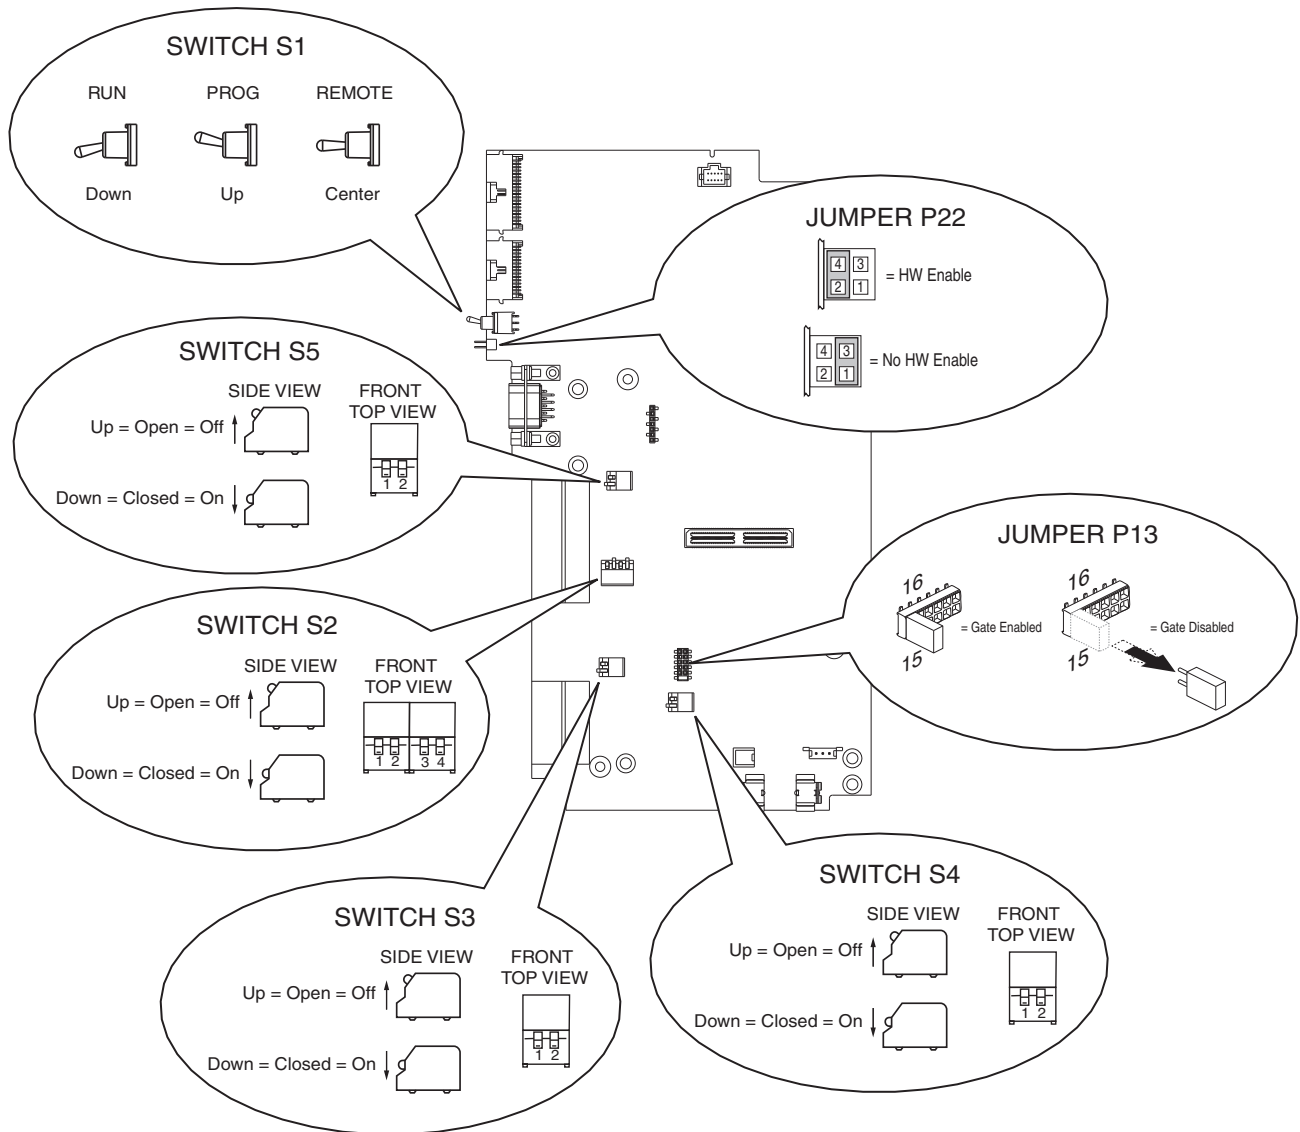 SWITCH S1
RUN PROG REMOTE
Down Up Center
JUMPER P22
4 3
2 1
= HW Enable
4 3
2 1
= No HW Enable
SWITCH S5
SIDE VIEW
FRONT
TOP VIEW
Up = Open = Off
1 2
Down = Closed = On
JUMPER P13
16
15
= Gate Enabled
16
15
= Gate Disabled
SWITCH S2
SIDE VIEW
FRONT
TOP VIEW
Up = Open = Off
1 2 3 4
Down = Closed = On
SWITCH S3
SIDE VIEW
FRONT
TOP VIEW
Up = Open = Off
1 2
Down = Closed = On
SWITCH S4
SIDE VIEW
FRONT
TOP VIEW
Up = Open = Off
1 2
Down = Closed = On